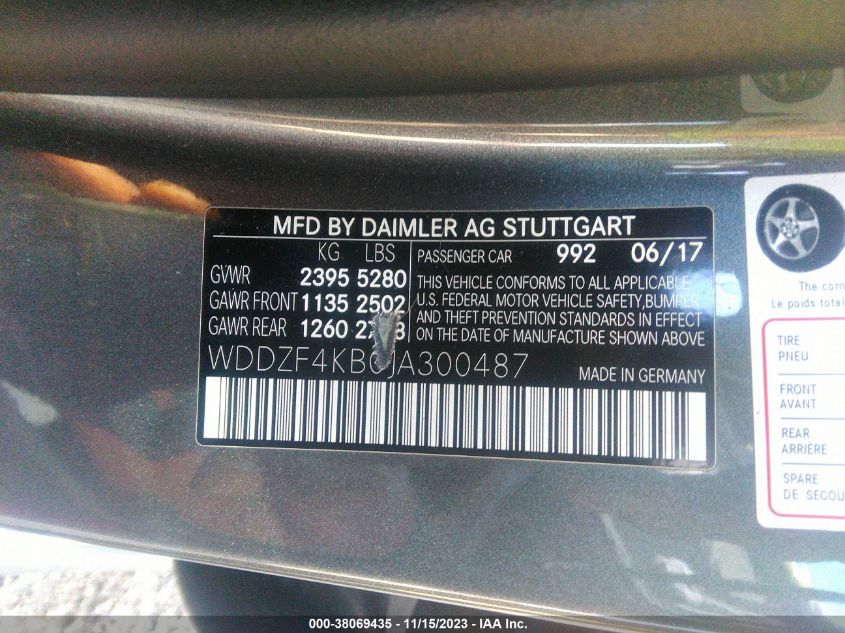 MFD BY DAIMLER AG STUTTGART
KG LBS
GVWR 2395 5280
GAWR FRONT 1135 2502
GAWR REAR 1260
PASSENGER CAR 992 06/17
THIS VEHICLE CONFORMS TO ALL APPLICABLE
U.S. FEDERAL MOTOR VEHICLE SAFETY, BUMPER
AND THEFT PREVENTION STANDARDS IN EFFECT
ON THE DATE OF MANUFACTURE SHOWN ABOVE
MADE IN GERMANY
The com
Le poids total
TIRE
PNEU
FRONT
AVANT
REAR
ARRIÈRE
SPARE
DE SECOU
000-38069435 - 11/15/2023 - IAA Inc.